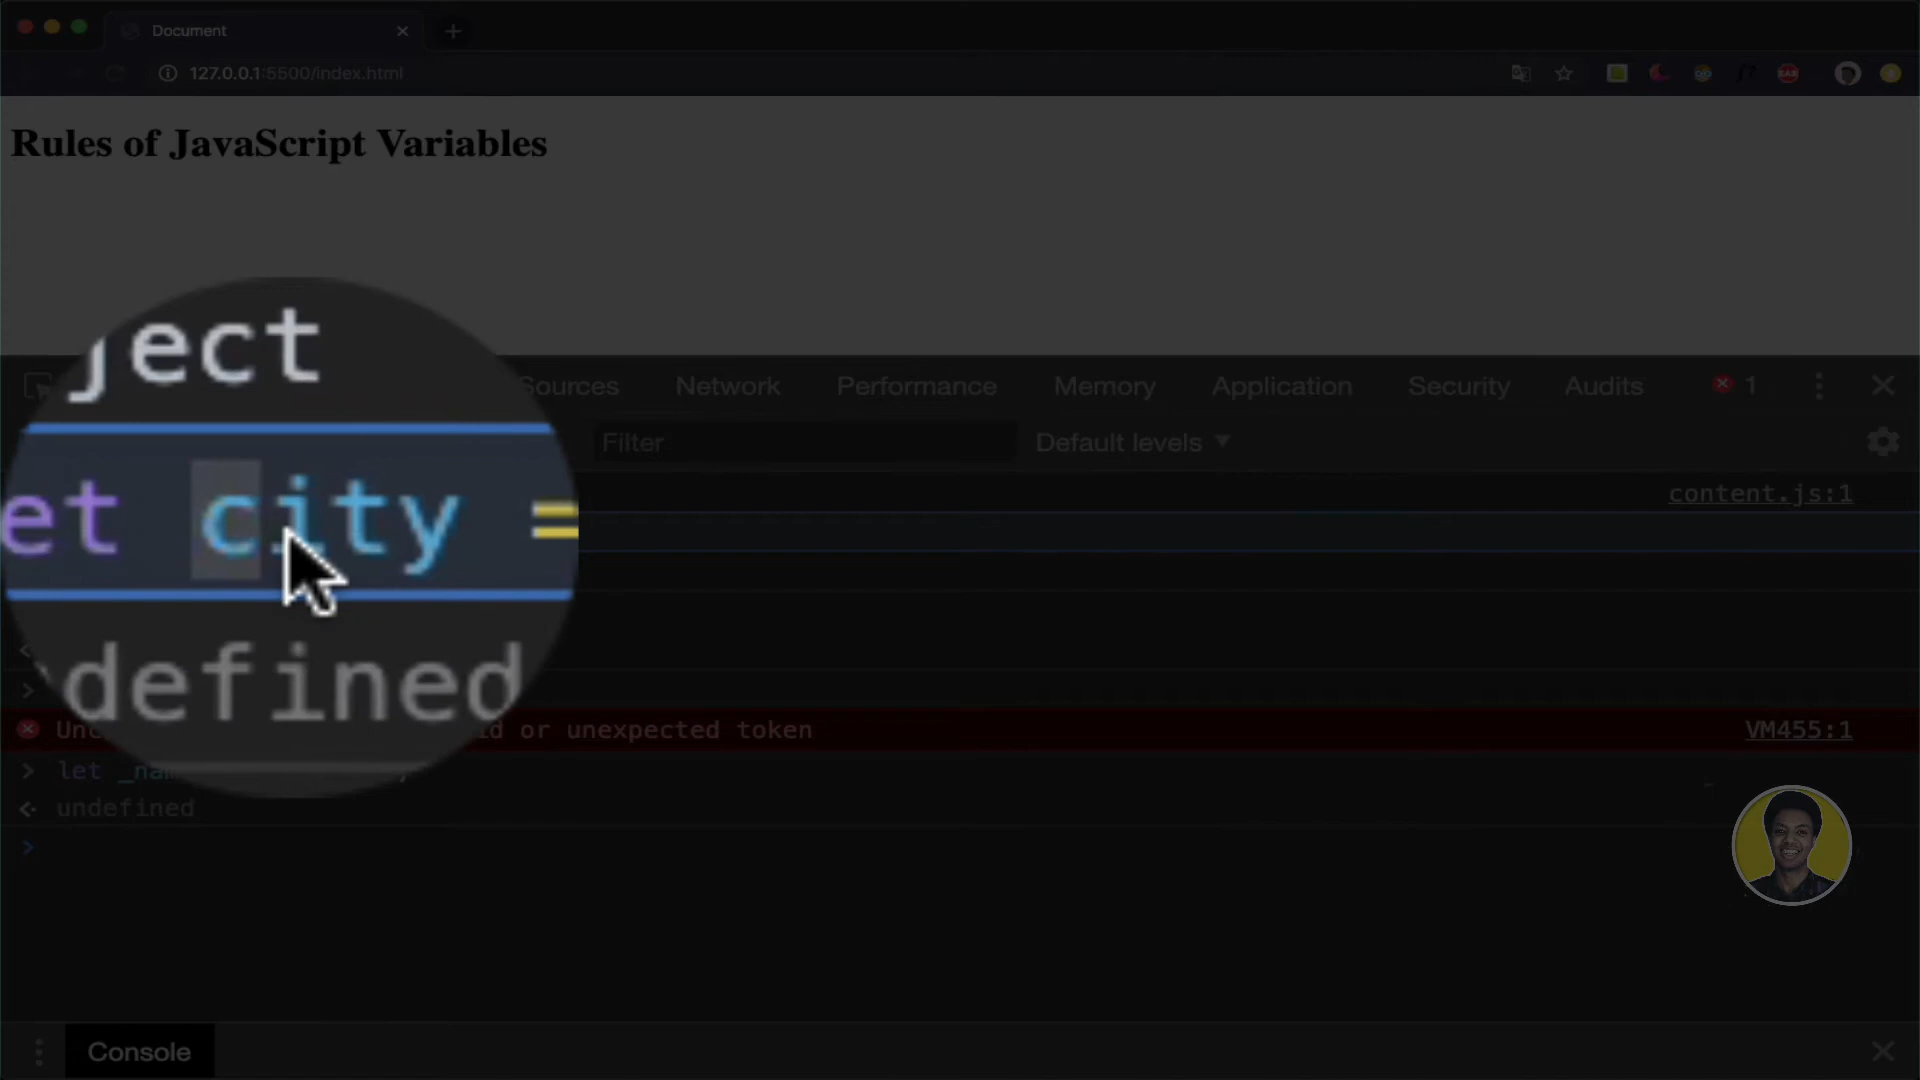 Document
127.0.0.1:5500/index.html
Rules of JavaScript Variables
ject
Sources Network Performance Memory Application Security Audits 1
Filter Default levels
content.js:1
et city =
defined
or unexpected token VM455:1
let
undefined
Console